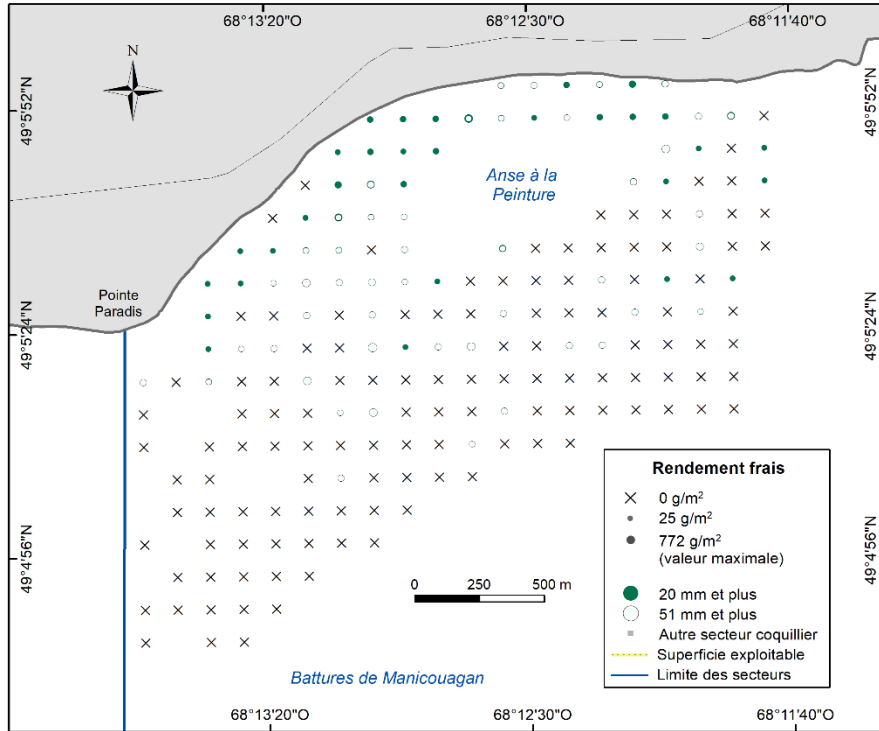 68°13'20"O
68°12'30"O
68°11'40"O
N
49°5'52"N
49°5'52"N
Anse à la
Peinture
Pointe
Paradis
49°5'24"N
49°5'24"N
Rendement frais
0 g/m²
25 g/m²
772 g/m²
(valeur maximale)
20 mm et plus
51 mm et plus
Autre secteur coquillier
Superficie exploitable
Limite des secteurs
49°4'56"N
49°4'56"N
0 250 500 m
Battures de Manicouagan
68°13'20"O
68°12'30"O
68°11'40"O